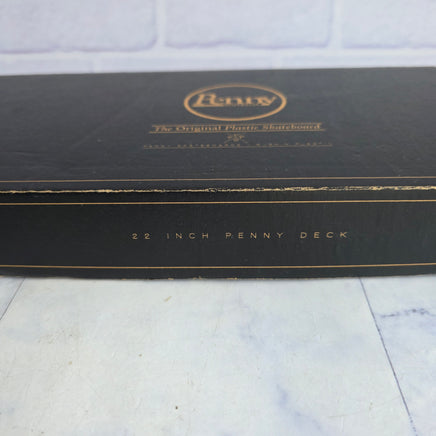 Penny
The Original Plastic Skateboard
22 INCH PENNY DECK